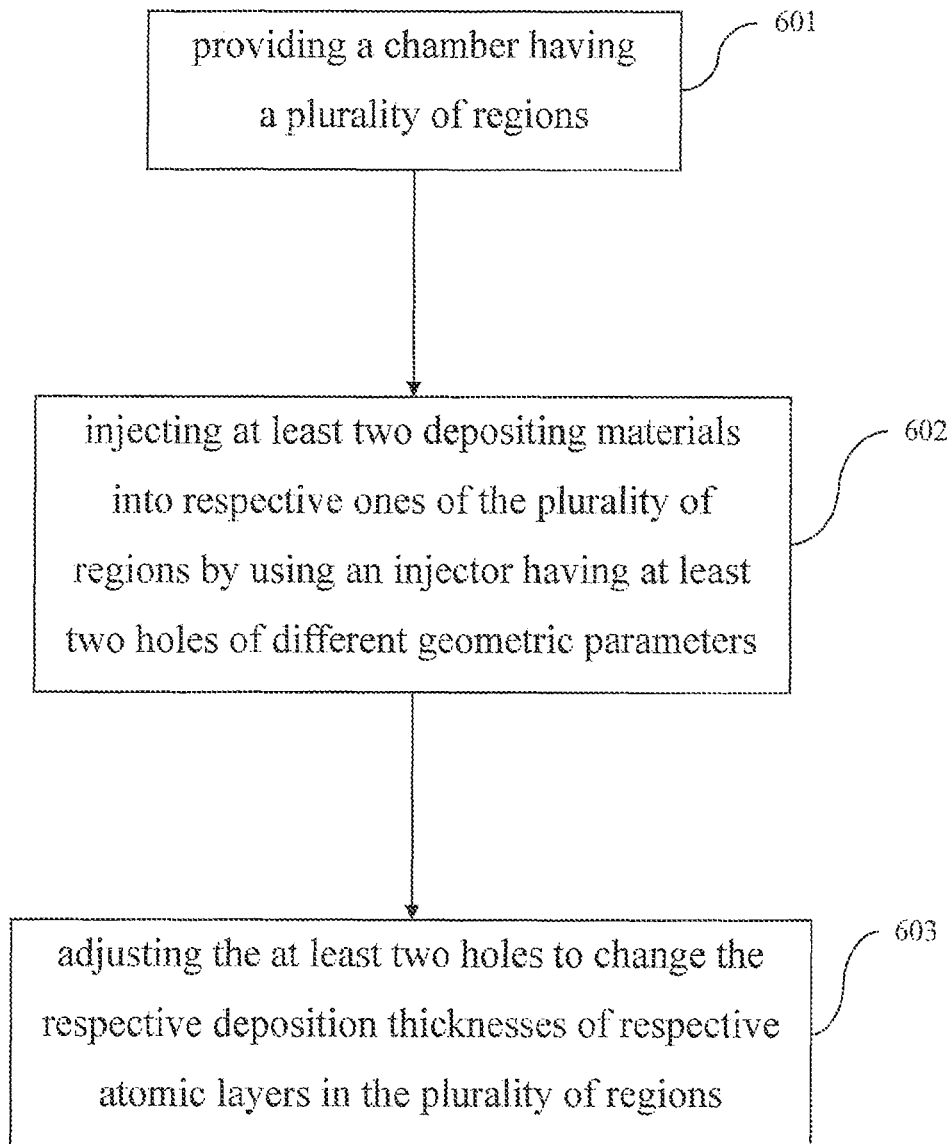 providing a chamber having
a plurality of regions
601
injecting at least two depositing materials
into respective ones of the plurality of
regions by using an injector having at least
two holes of different geometric parameters
602
adjusting the at least two holes to change the
respective deposition thicknesses of respective
atomic layers in the plurality of regions
603